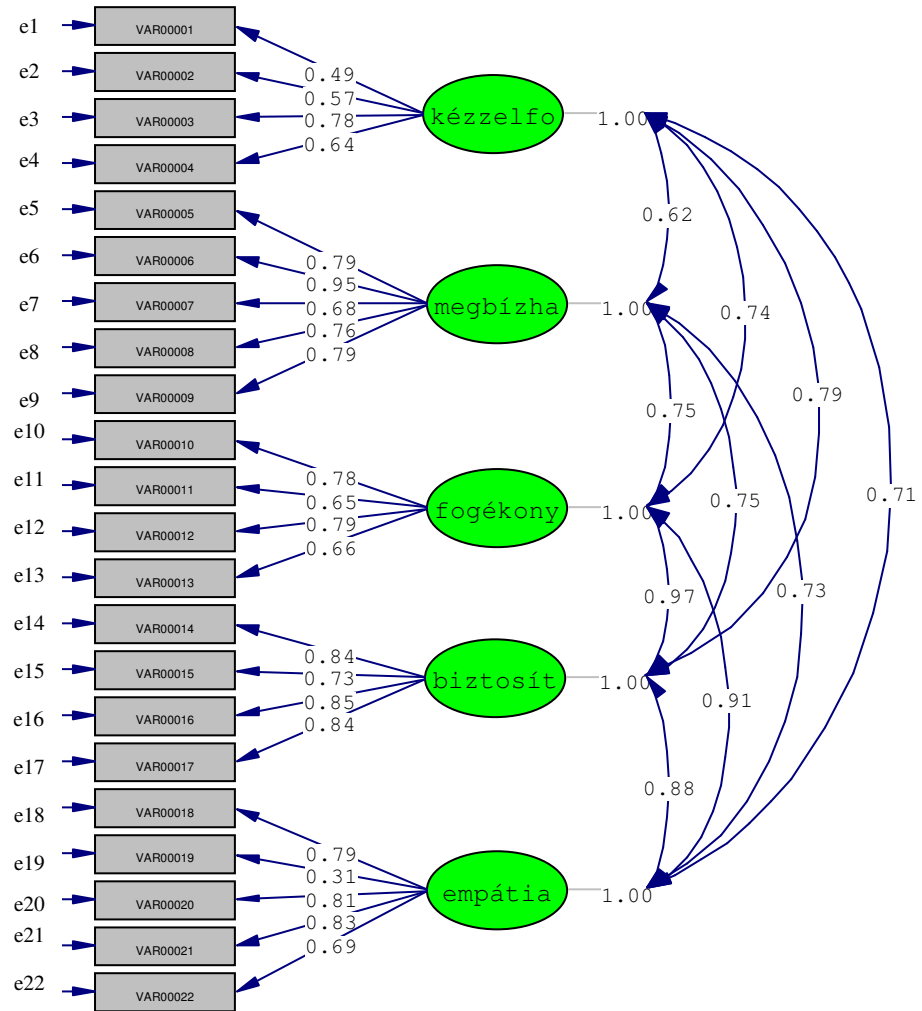 e1 VAR00001
e2 VAR00002
e3 VAR00003
e4 VAR00004
e5 VAR00005
e6 VAR00006
e7 VAR00007
e8 VAR00008
e9 VAR00009
e10 VAR00010
e11 VAR00011
e12 VAR00012
e13 VAR00013
e14 VAR00014
e15 VAR00015
e16 VAR00016
e17 VAR00017
e18 VAR00018
e19 VAR00019
e20 VAR00020
e21 VAR00021
e22 VAR00022
0.49
0.57
0.78
0.64
0.79
0.95
0.68
0.76
0.79
0.78
0.65
0.79
0.66
0.84
0.73
0.85
0.84
0.79
0.31
0.81
0.83
0.69
kézzelfo 1.00
megbízha 1.00
fogékony 1.00
biztosít 1.00
empátia 1.00
0.62
0.74
0.79
0.75
0.75
0.71
0.97
0.73
0.91
0.88